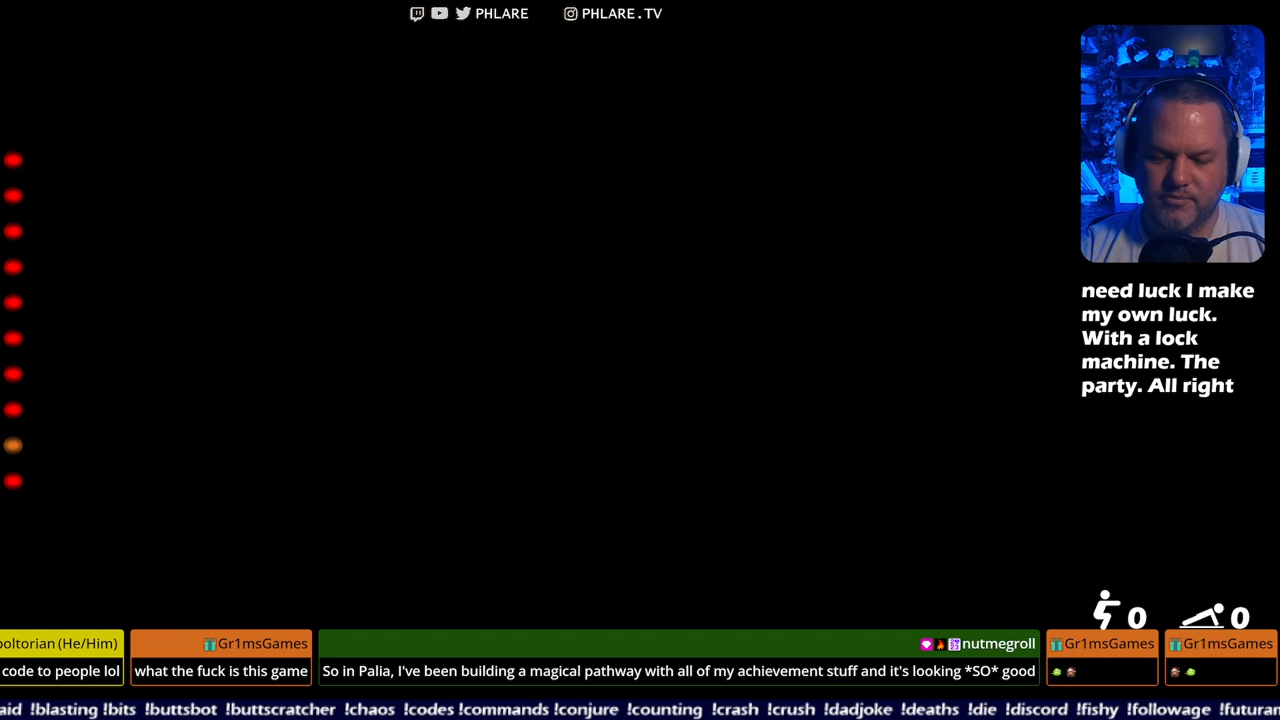 PHLARE PHLARE.TV
need luck I make
my own luck.
With a lock
machine. The
party. All right
0 0
oltorian (He/Him)
code to people lol
Gr1msGames
what the fuck is this game
nutmegroll
So in Palia, I've been building a magical pathway with all of my achievement stuff and it's looking *SO* good
Gr1msGames
Gr1msGames
aid !blasting !bits !buttsbot !buttscratcher !chaos !codes !commands !conjure !counting !crash !crush !dadjoke !deaths !die !discord !fishy !followage !futuram